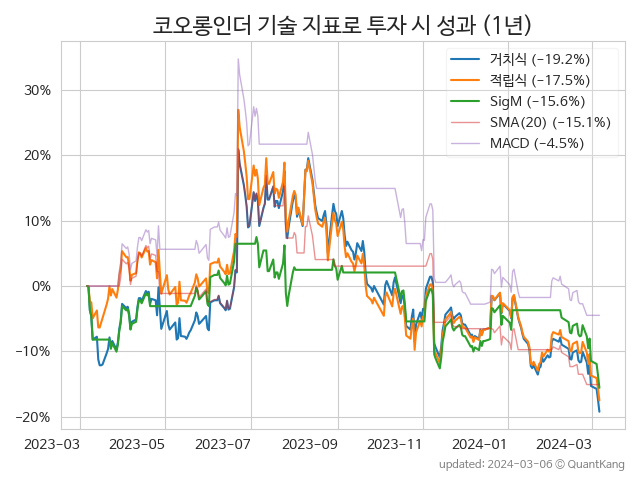 코오롱인더 기술 지표로 투자 시 성과 (1년)
거치식 (−19.2%)
적립식 (−17.5%)
SigM (−15.6%)
SMA(20) (−15.1%)
MACD (−4.5%)
30%
20%
10%
0%
−10%
−20%
2023−03 2023−05 2023−07 2023−09 2023−11 2024−01 2024−03
updated: 2024−03−06 © QuantKang